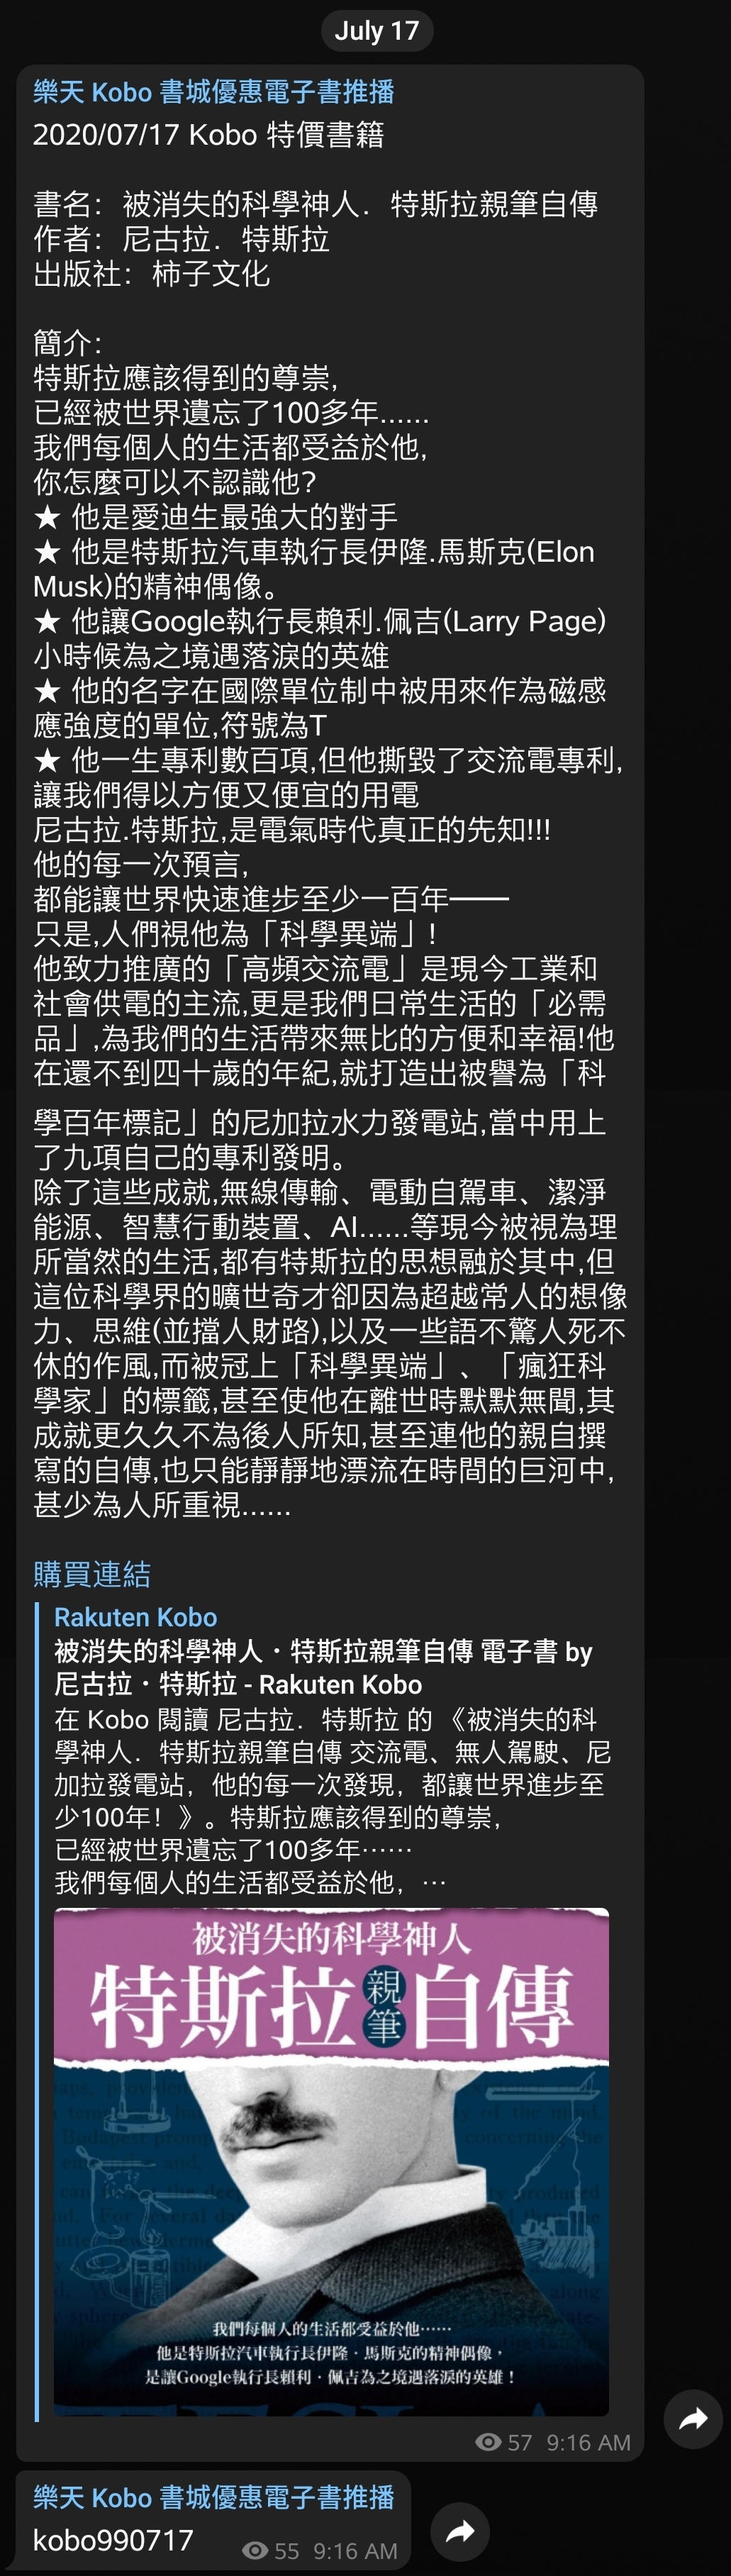 July 17
樂天 Kobo 書城優惠電子書推播
2020/07/17 Kobo 特價書籍
書名：被消失的科學神人．特斯拉親筆自傳
作者：尼古拉．特斯拉
出版社：柿子文化
簡介：
特斯拉應該得到的尊崇,
已經被世界遺忘了100多年......
我們每個人的生活都受益於他,
你怎麼可以不認識他?
★ 他是愛迪生最強大的對手
★ 他是特斯拉汽車執行長伊隆.馬斯克(Elon
Musk)的精神偶像。
★ 他讓Google執行長賴利.佩吉(Larry Page)
小時候為之境遇落淚的英雄
★ 他的名字在國際單位制中被用來作為磁感
應強度的單位,符號為T
★ 他一生專利數百項,但他撕毀了交流電專利,
讓我們得以方便又便宜的用電
尼古拉.特斯拉,是電氣時代真正的先知!!!
他的每一次預言,
都能讓世界快速進步至少一百年——
只是,人們視他為「科學異端」!
他致力推廣的「高頻交流電」是現今工業和
社會供電的主流,更是我們日常生活的「必需
品」,為我們的生活帶來無比的方便和幸福!他
在還不到四十歲的年紀,就打造出被譽為「科
學百年標記」的尼加拉水力發電站,當中用上
了九項自己的專利發明。
除了這些成就,無線傳輸、電動自駕車、潔淨
能源、智慧行動裝置、AI......等現今被視為理
所當然的生活,都有特斯拉的思想融於其中,但
這位科學界的曠世奇才卻因為超越常人的想像
力、思維(並擋人財路),以及一些語不驚人死不
休的作風,而被冠上「科學異端」、「瘋狂科
學家」的標籤,甚至使他在離世時默默無聞,其
成就更久久不為後人所知,甚至連他的親自撰
寫的自傳,也只能靜靜地漂流在時間的巨河中,
甚少為人所重視......
購買連結
Rakuten Kobo
被消失的科學神人・特斯拉親筆自傳 電子書 by
尼古拉・特斯拉 - Rakuten Kobo
在 Kobo 閱讀 尼古拉．特斯拉 的 《被消失的科
學神人．特斯拉親筆自傳 交流電、無人駕駛、尼
加拉發電站，他的每一次發現，都讓世界進步至
少100年！》。特斯拉應該得到的尊崇，
已經被世界遺忘了100多年⋯⋯
我們每個人的生活都受益於他，⋯
被消失的科學神人
特斯拉親筆自傳
我們每個人的生活都受益於他⋯⋯
他是特斯拉汽車執行長伊隆・馬斯克的精神偶像，
是讓Google執行長賴利・佩吉為之境遇落淚的英雄！
57 9:16 AM
樂天 Kobo 書城優惠電子書推播
kobo990717 55 9:16 AM